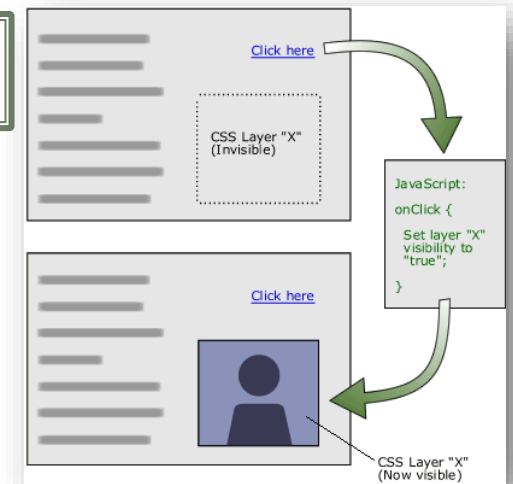 Click here
CSS Layer "X"
(Invisible)
JavaScript:
onClick {
Set layer "X"
visibility to
"true";
}
Click here
CSS Layer "X"
(Now visible)